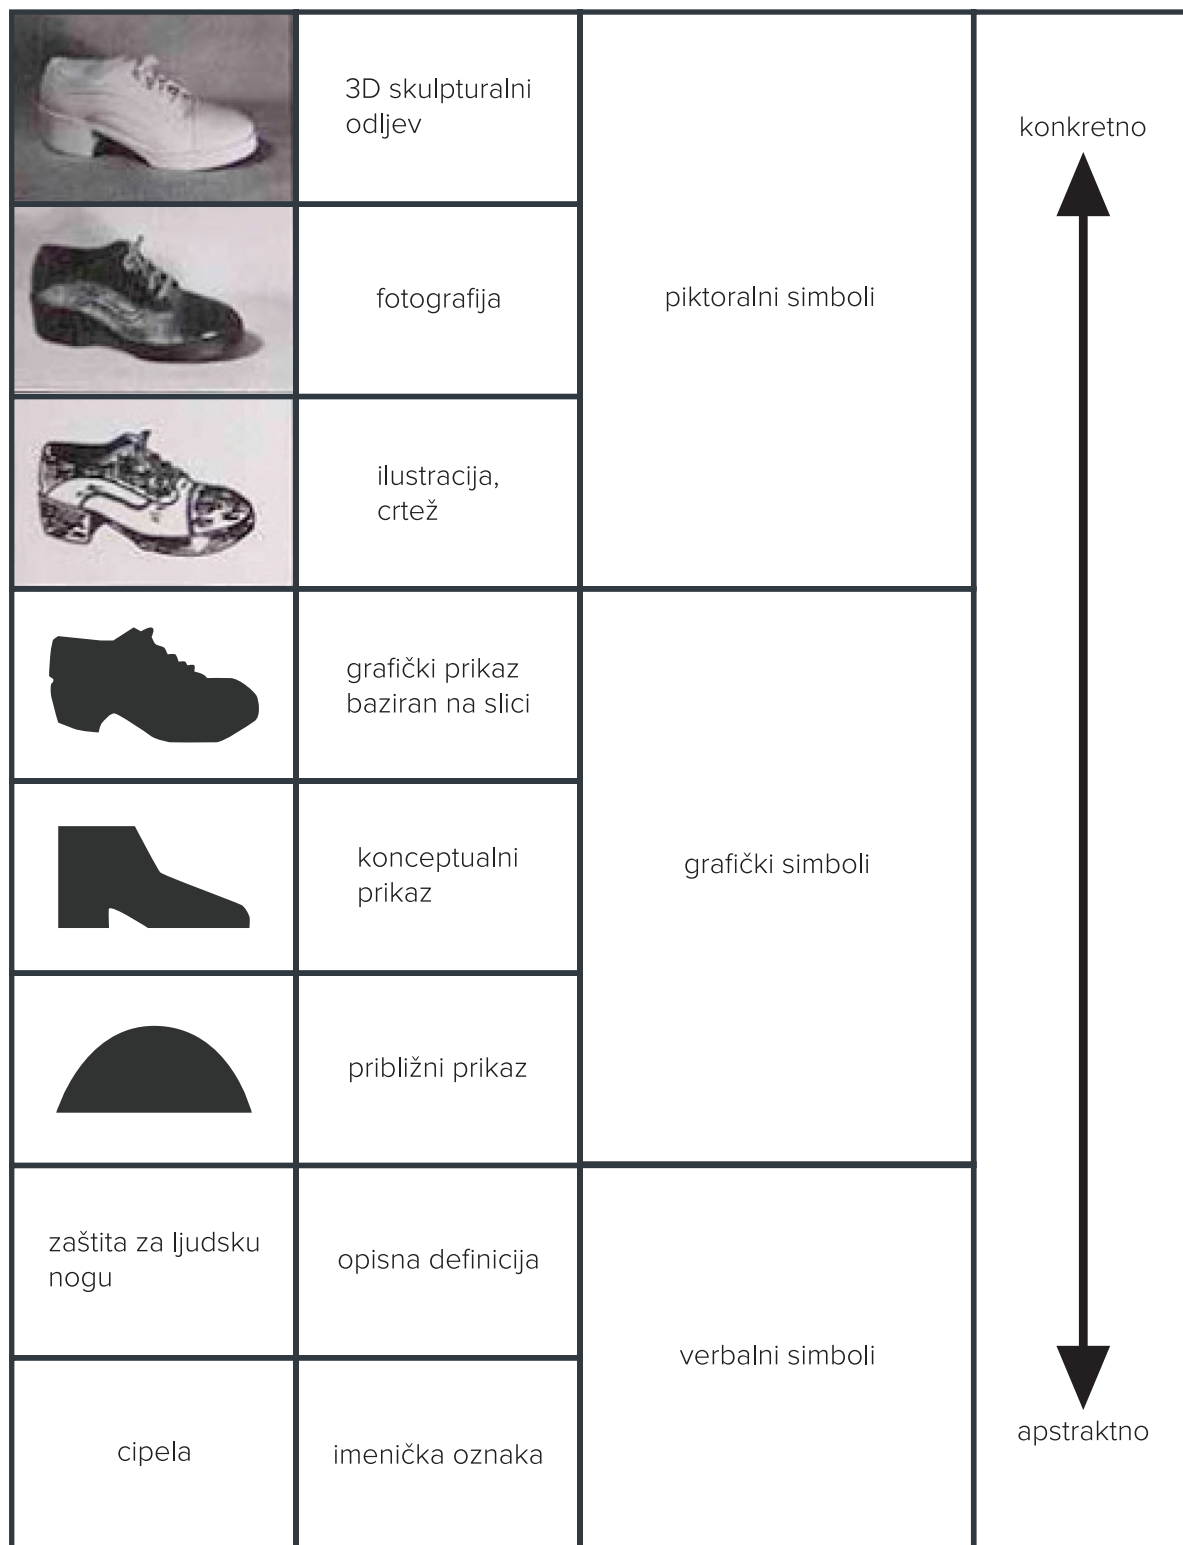 3D skulpturalni
odljev
konkretno
fotografija
piktoralni simboli
ilustracija,
crtež
grafički prikaz
baziran na slici
konceptualni
prikaz
grafički simboli
približni prikaz
zaštita za ljudsku
nogu
opisna definicija
verbalni simboli
cipela
imenička oznaka
apstraktno